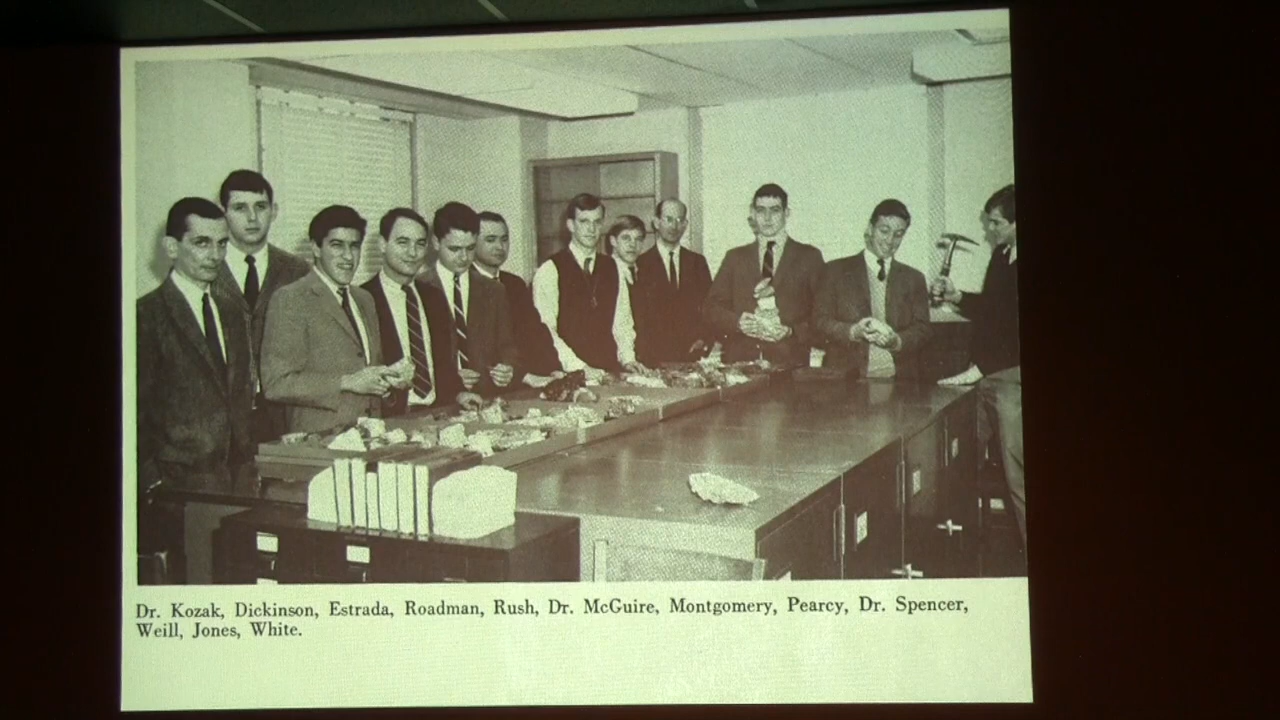 Dr. Kozak, Dickinson, Estrada, Roadman, Rush, Dr. McGuire, Montgomery, Pearcy, Dr. Spencer,
Weill, Jones, White.